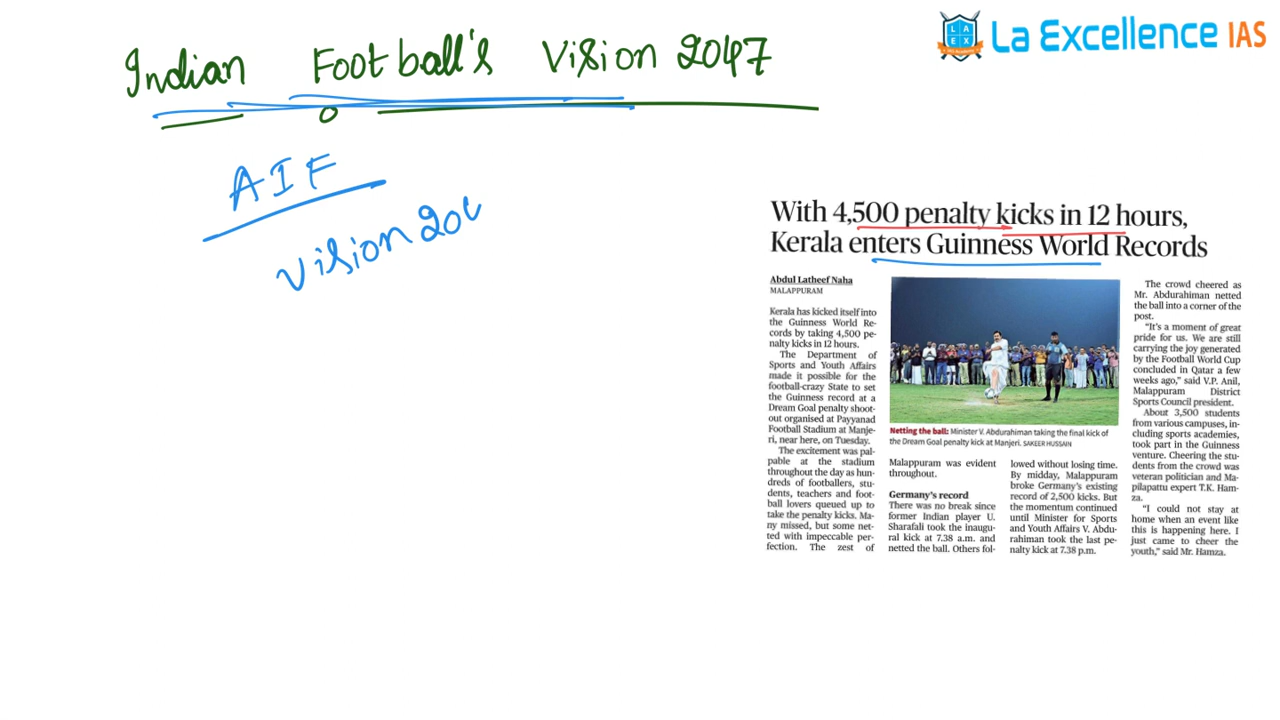 Indian Football's Vision 2047
La Excellence IAS
AIF
Vision 204
With 4,500 penalty kicks in 12 hours,
Kerala enters Guinness World Records
Abdul Latheef Naha
MALAPPURAM
Kerala has kicked itself into
the Guinness World Re-
cords by taking 4,500 pe-
nalty kicks in 12 hours.
The Department of
Sports and Youth Affairs
made it possible for the
football-crazy State to set
the Guinness record at a
Dream Goal penalty shoot-
out organised at Payyanad
Football Stadium at Manje-
ri, near here, on Tuesday.
The excitement was pal-
pable at the stadium
throughout the day as hun-
dreds of footballers, stu-
dents, teachers and foot-
ball lovers queued up to
take the penalty kicks. Ma-
ny missed, but some net-
ted with impeccable per-
fection. The zest of
Netting the ball: Minister V. Abdurahiman taking the final kick of
the Dream Goal penalty kick at Manjeri. SAKEER HUSSAIN
Malappuram was evident
throughout.
Germany's record
There was no break since
former Indian player U.
Sharafali took the inaugu-
ral kick at 7.38 a.m. and
netted the ball. Others fol-
lowed without losing time.
By midday, Malappuram
broke Germany's existing
record of 2,500 kicks. But
the momentum continued
until Minister for Sports
and Youth Affairs V. Abdu-
rahiman took the last pe-
nalty kick at 7.38 p.m.
The crowd cheered as
Mr. Abdurahiman netted
the ball into a corner of the
post.
"It's a moment of great
pride for us. We are still
carrying the joy generated
by the Football World Cup
concluded in Qatar a few
weeks ago," said V.P. Anil,
Malappuram District
Sports Council president.
About 3,500 students
from various campuses, in-
cluding sports academies,
took part in the Guinness
venture. Cheering the stu-
dents from the crowd was
veteran politician and Ma-
pilapattu expert T.K. Ham-
za.
"I could not stay at
home when an event like
this is happening here. I
just came to cheer the
youth," said Mr. Hamza.